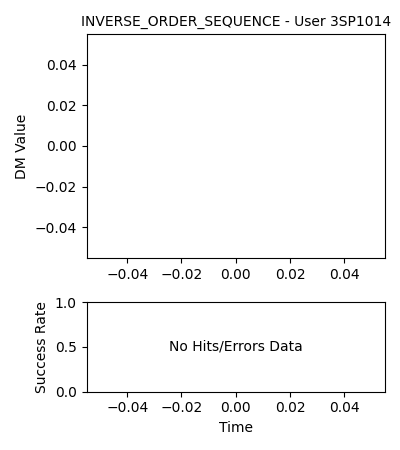 INVERSE_ORDER_SEQUENCE - User 3SP1014
0.04
0.02
0.00
−0.02
−0.04
DM Value
−0.04 −0.02 0.00 0.02 0.04
1.0
0.5
0.0
Success Rate
No Hits/Errors Data
−0.04 −0.02 0.00 0.02 0.04
Time